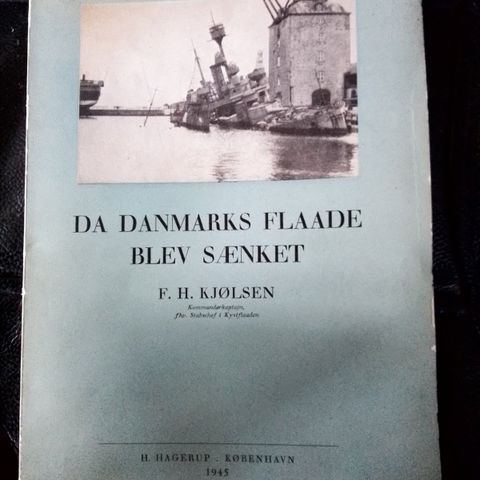 DA DANMARKS FLAADE
BLEV SÆNKET
F. H. KJØLSEN
Kommandørkaptajn,
fhv. Stabschef i Kystflaaden
H. HAGERUP . KØBENHAVN
1945